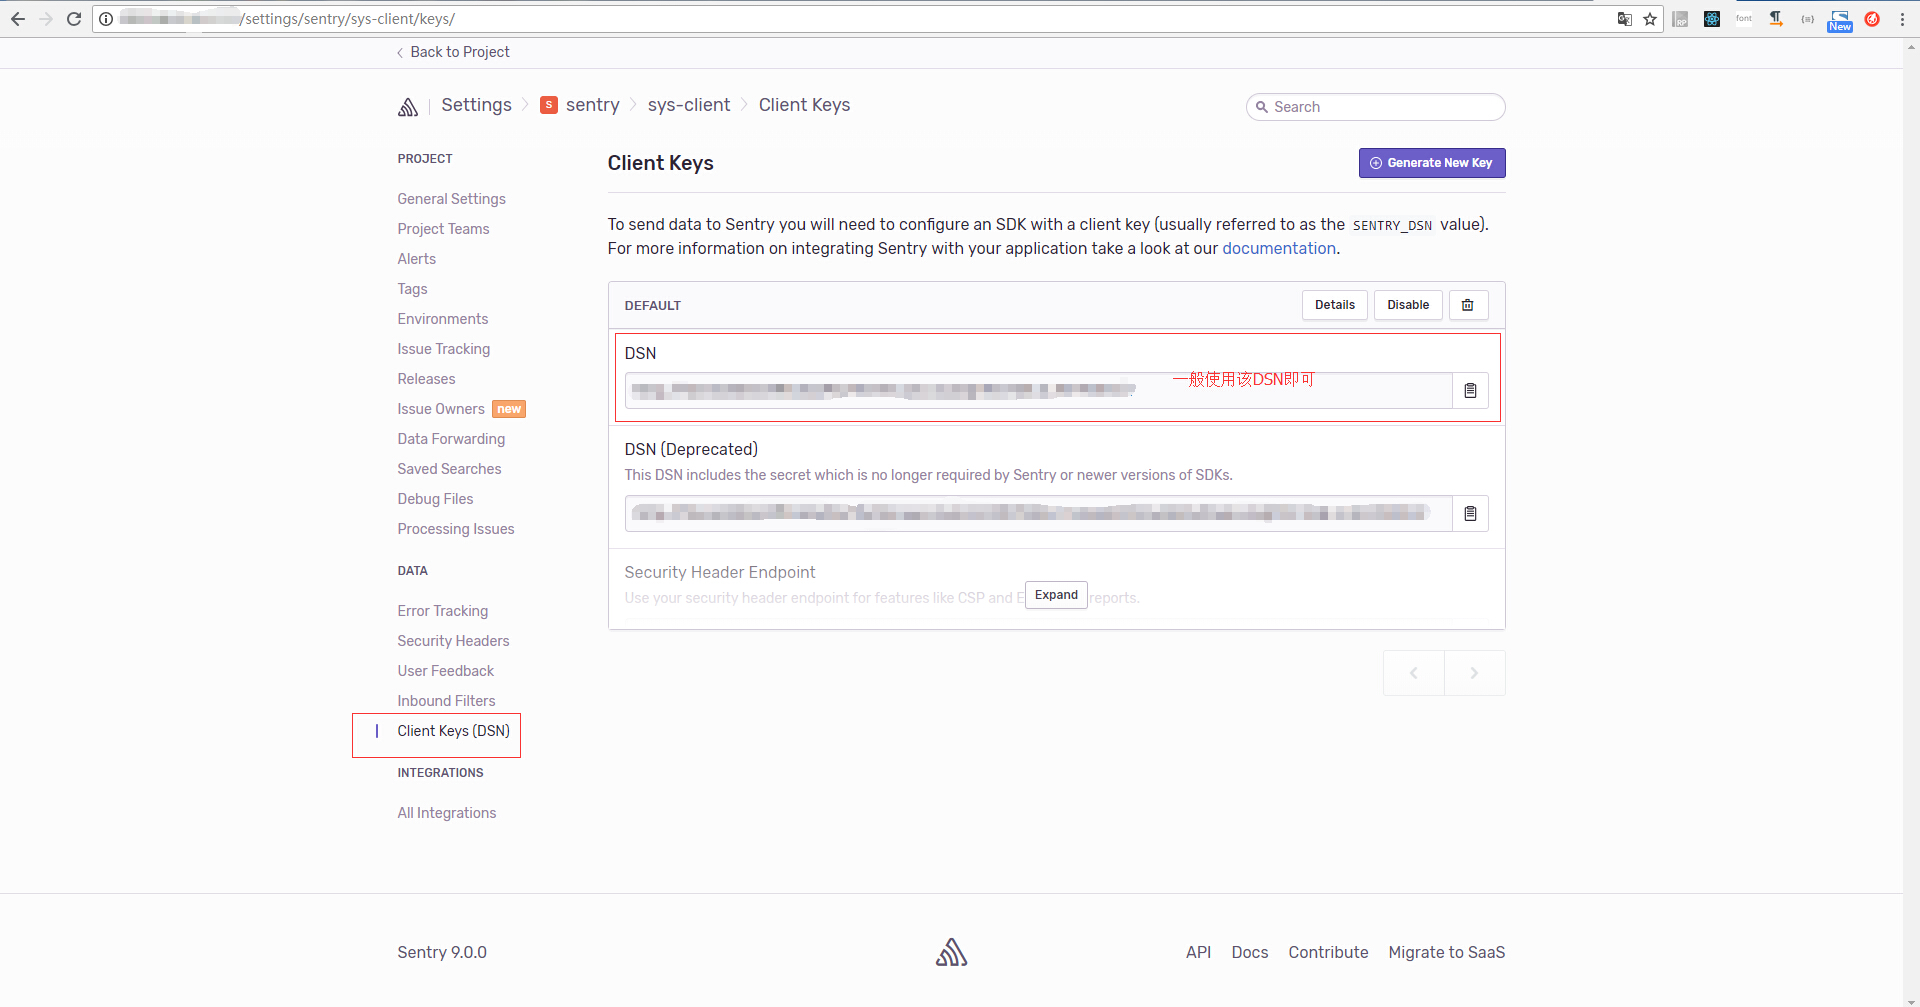 /settings/sentry/sys-client/keys/
RP
font
New
Back to Project
Settings
S
sentry
sys-client
Client Keys
Search
PROJECT
General Settings
Project Teams
Alerts
Tags
Environments
Issue Tracking
Releases
Issue Owners new
Data Forwarding
Saved Searches
Debug Files
Processing Issues
DATA
Error Tracking
Security Headers
User Feedback
Inbound Filters
Client Keys (DSN)
INTEGRATIONS
All Integrations
Client Keys
Generate New Key
To send data to Sentry you will need to configure an SDK with a client key (usually referred to as the SENTRY_DSN value).
For more information on integrating Sentry with your application take a look at our documentation.
DEFAULT
Details
Disable
DSN
一般使用该DSN即可
DSN (Deprecated)
This DSN includes the secret which is no longer required by Sentry or newer versions of SDKs.
Security Header Endpoint
Use your security header endpoint for features like CSP and E
Expand
reports.
Sentry 9.0.0
API
Docs
Contribute
Migrate to SaaS